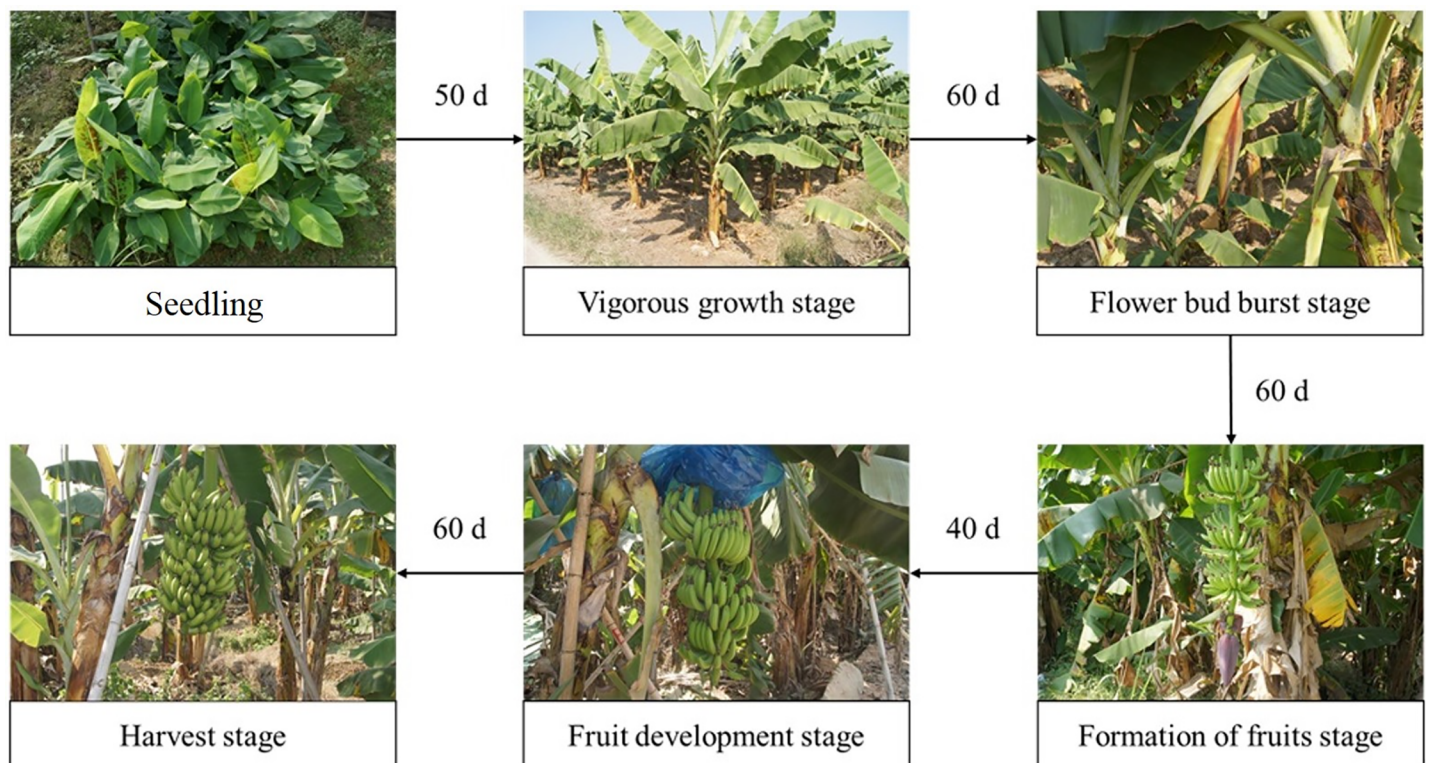 50 d
60 d
Seedling
Vigorous growth stage
Flower bud burst stage
60 d
60 d
40 d
Harvest stage
Fruit development stage
Formation of fruits stage